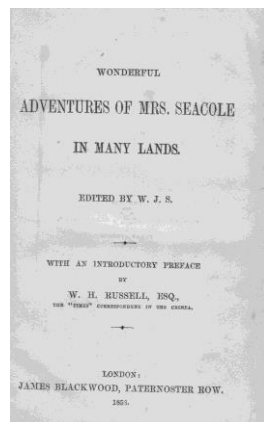 WONDERFUL
ADVENTURES OF MRS. SEACOLE
IN MANY LANDS.
EDITED BY W. J. S.
WITH AN INTRODUCTORY PREFACE
BY
W. H. RUSSELL, ESQ.,
THE "TIMES" CORRESPONDENT IN THE CRIMEA.
LONDON:
JAMES BLACKWOOD, PATERNOSTER ROW.